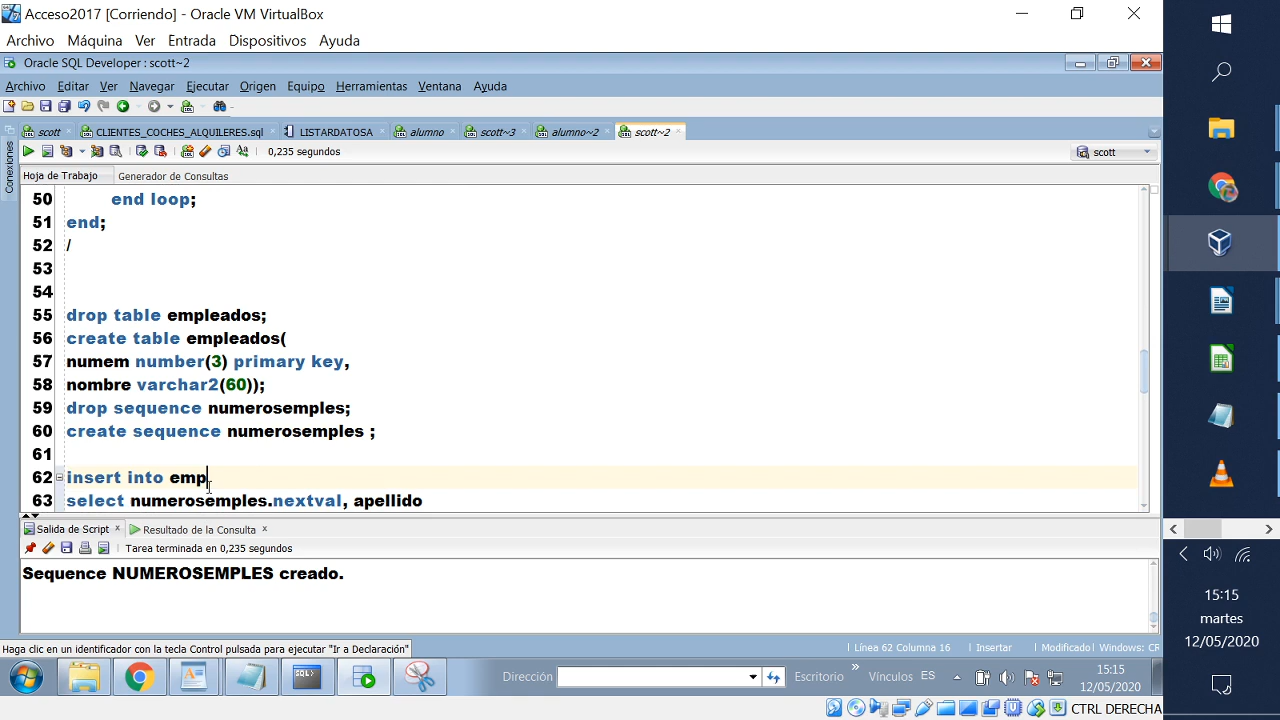 Acceso2017 [Corriendo] - Oracle VM VirtualBox
Archivo Máquina Ver Entrada Dispositivos Ayuda
Oracle SQL Developer : scott~2
Archivo Editar Ver Navegar Ejecutar Origen Equipo Herramientas Ventana Ayuda
scott CLIENTES_COCHES_ALQUILERES.sql LISTARDATOSA alumno scott~3 alumno~2 scott~2
0,235 segundos scott
Conexiones
Hoja de Trabajo Generador de Consultas
50 end loop;
51 end;
52 /
53
54
55 drop table empleados;
56 create table empleados(
57 numem number(3) primary key,
58 nombre varchar2(60));
59 drop sequence numerosemples;
60 create sequence numerosemples ;
61
62 insert into emp
63 select numerosemples.nextval, apellido
Salida de Script Resultado de la Consulta
Tarea terminada en 0,235 segundos
Sequence NUMEROSEMPLES creado.
Haga clic en un identificador con la tecla Control pulsada para ejecutar "Ir a Declaración" Línea 62 Columna 16 Insertar Modificado Windows: CR
Dirección Escritorio Vínculos ES 15:15
12/05/2020
CTRL DERECHA
15:15
martes
12/05/2020